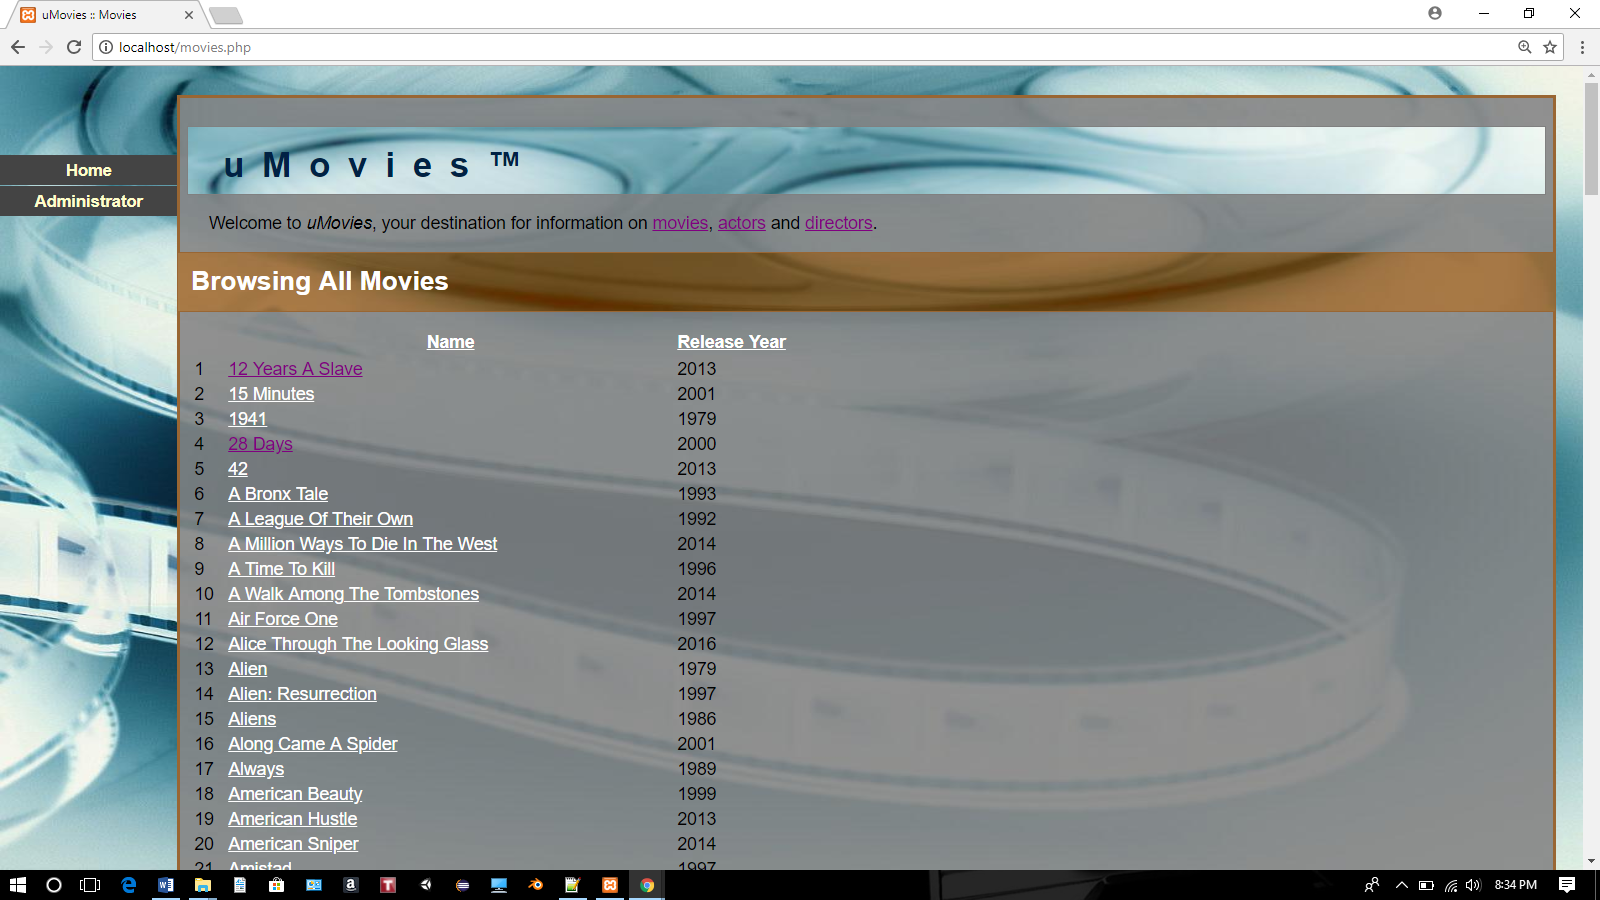 uMovies :: Movies
localhost/movies.php
uMovies™
Home
Administrator
Welcome to uMovies, your destination for information on movies, actors and directors.
Browsing All Movies
Name Release Year
1 12 Years A Slave 2013
2 15 Minutes 2001
3 1941 1979
4 28 Days 2000
5 42 2013
6 A Bronx Tale 1993
7 A League Of Their Own 1992
8 A Million Ways To Die In The West 2014
9 A Time To Kill 1996
10 A Walk Among The Tombstones 2014
11 Air Force One 1997
12 Alice Through The Looking Glass 2016
13 Alien 1979
14 Alien: Resurrection 1997
15 Aliens 1986
16 Along Came A Spider 2001
17 Always 1989
18 American Beauty 1999
19 American Hustle 2013
20 American Sniper 2014
21 Amistad 1997
8:34 PM